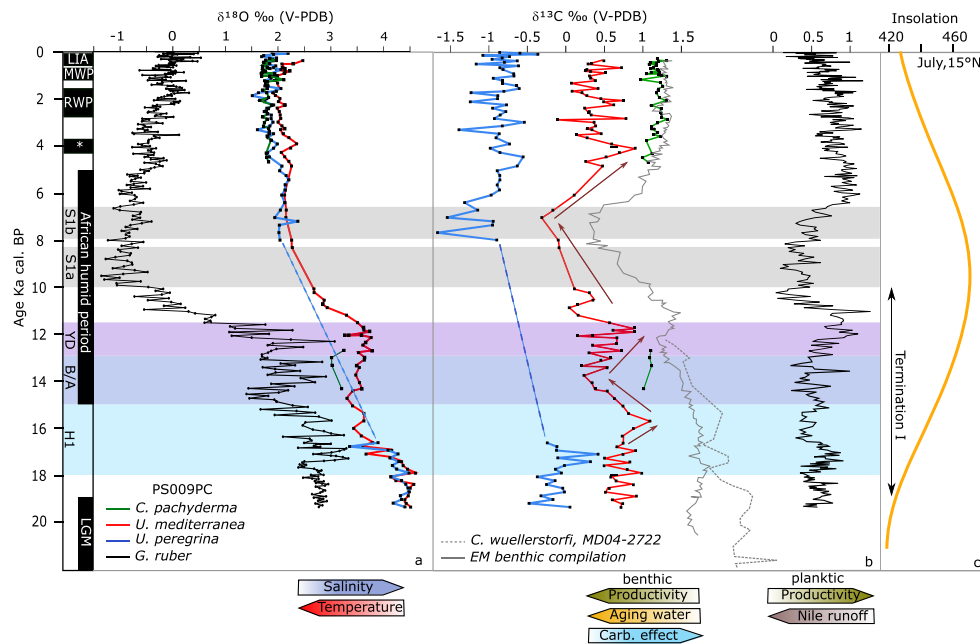 δ¹⁸O ‰ (V-PDB)
δ¹³C ‰ (V-PDB)
Insolation
-1 0 1 2 3 4
-1.5 -1 -0.5 0 0.5 1 1.5
0 0.5 1
420 460
July,15°N
Age Ka cal. BP
0
2
4
6
8
10
12
14
16
18
20
LIA
MWP
RWP
*
African humid period
LGM
S1b
S1a
YD
B/A
H1
Termination I
PS009PC
C. pachyderma
U. mediterranea
U. peregrina
G. ruber
C. wuellerstorfi, MD04-2722
EM benthic compilation
a
b
c
Salinity
Temperature
benthic
Productivity
Aging water
Carb. effect
planktic
Productivity
Nile runoff